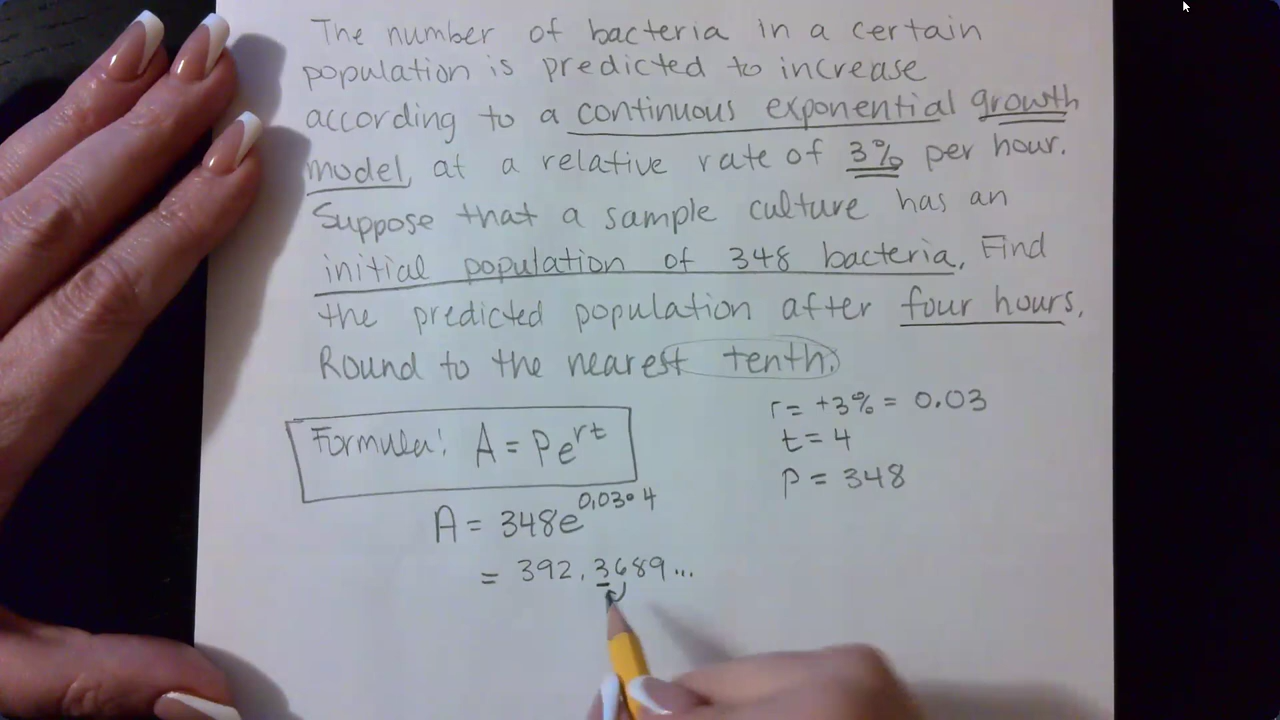 The number of bacteria in a certain
population is predicted to increase
according to a continuous exponential growth
model, at a relative rate of 3% per hour.
Suppose that a sample culture has an
initial population of 348 bacteria. Find
the predicted population after four hours.
Round to the nearest tenth.
r = +3% = 0.03
t = 4
P = 348
Formula: A = Pe^rt
A = 348e^0.03•4
= 392.3689...